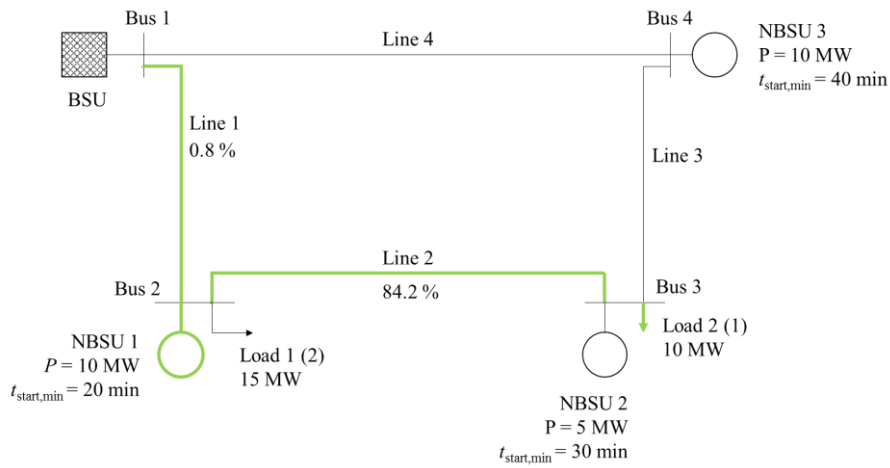 Bus 1
Bus 4
BSU
Line 4
NBSU 3
P = 10 MW
tstart,min = 40 min
Line 1
0.8 %
Line 3
Bus 2
Line 2
84.2 %
Bus 3
NBSU 1
P = 10 MW
tstart,min = 20 min
Load 1 (2)
15 MW
Load 2 (1)
10 MW
NBSU 2
P = 5 MW
tstart,min = 30 min